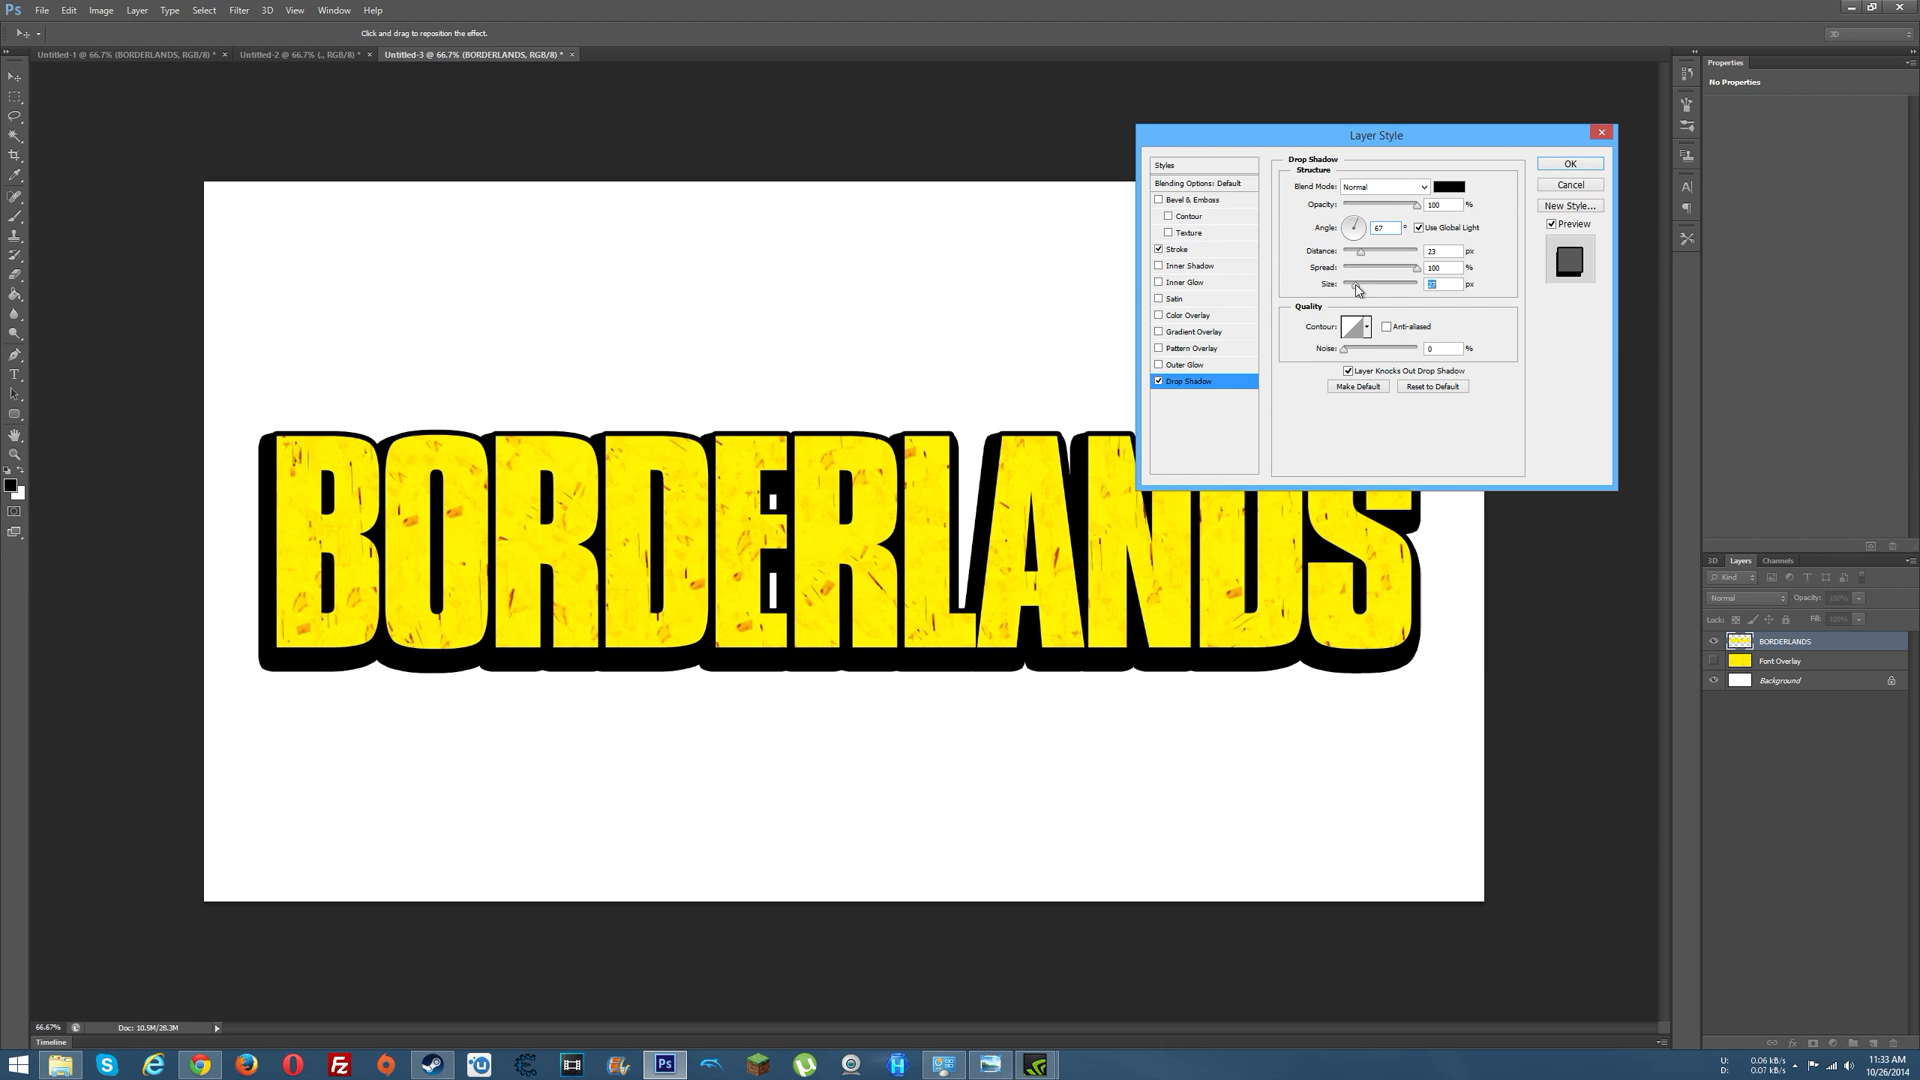 Ps File Edit Image Layer Type Select Filter 3D View Window Help
Click and drag to reposition the effect.
3D
Untitled-1 @ 66.7% (BORDERLANDS, RGB/8) * ×
Untitled-2 @ 66.7% (., RGB/8) * ×
Untitled-3 @ 66.7% (BORDERLANDS, RGB/8) * ×
Properties
No Properties
Layer Style
Styles
Blending Options: Default
Bevel & Emboss
Contour
Texture
Stroke
Inner Shadow
Inner Glow
Satin
Color Overlay
Gradient Overlay
Pattern Overlay
Outer Glow
Drop Shadow
Drop Shadow
Structure
Blend Mode: Normal
Opacity: 100 %
Angle: 67 ° Use Global Light
Distance: 23 px
Spread: 100 %
Size: 27 px
Quality
Contour: Anti-aliased
Noise: 0 %
Layer Knocks Out Drop Shadow
Make Default Reset to Default
OK
Cancel
New Style...
Preview
BORDERLANDS
3D Layers Channels
Kind
Normal Opacity: 100%
Lock: Fill: 100%
BORDERLANDS
Font Overlay
Background
66.67% Doc: 10.5M/28.3M
Timeline
Ps
U: 0.06 kB/s
D: 0.07 kB/s
11:33 AM
10/26/2014